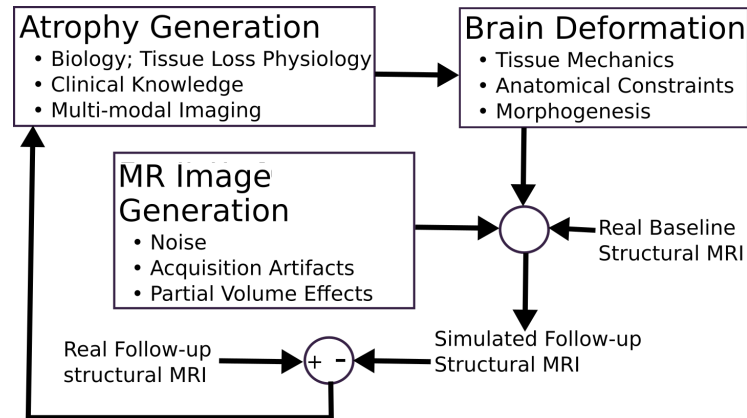 Atrophy Generation
• Biology; Tissue Loss Physiology
• Clinical Knowledge
• Multi-modal Imaging
Brain Deformation
• Tissue Mechanics
• Anatomical Constraints
• Morphogenesis
MR Image
Generation
• Noise
• Acquisition Artifacts
• Partial Volume Effects
Real Baseline
Structural MRI
Simulated Follow-up
Structural MRI
Real Follow-up
structural MRI
+ -